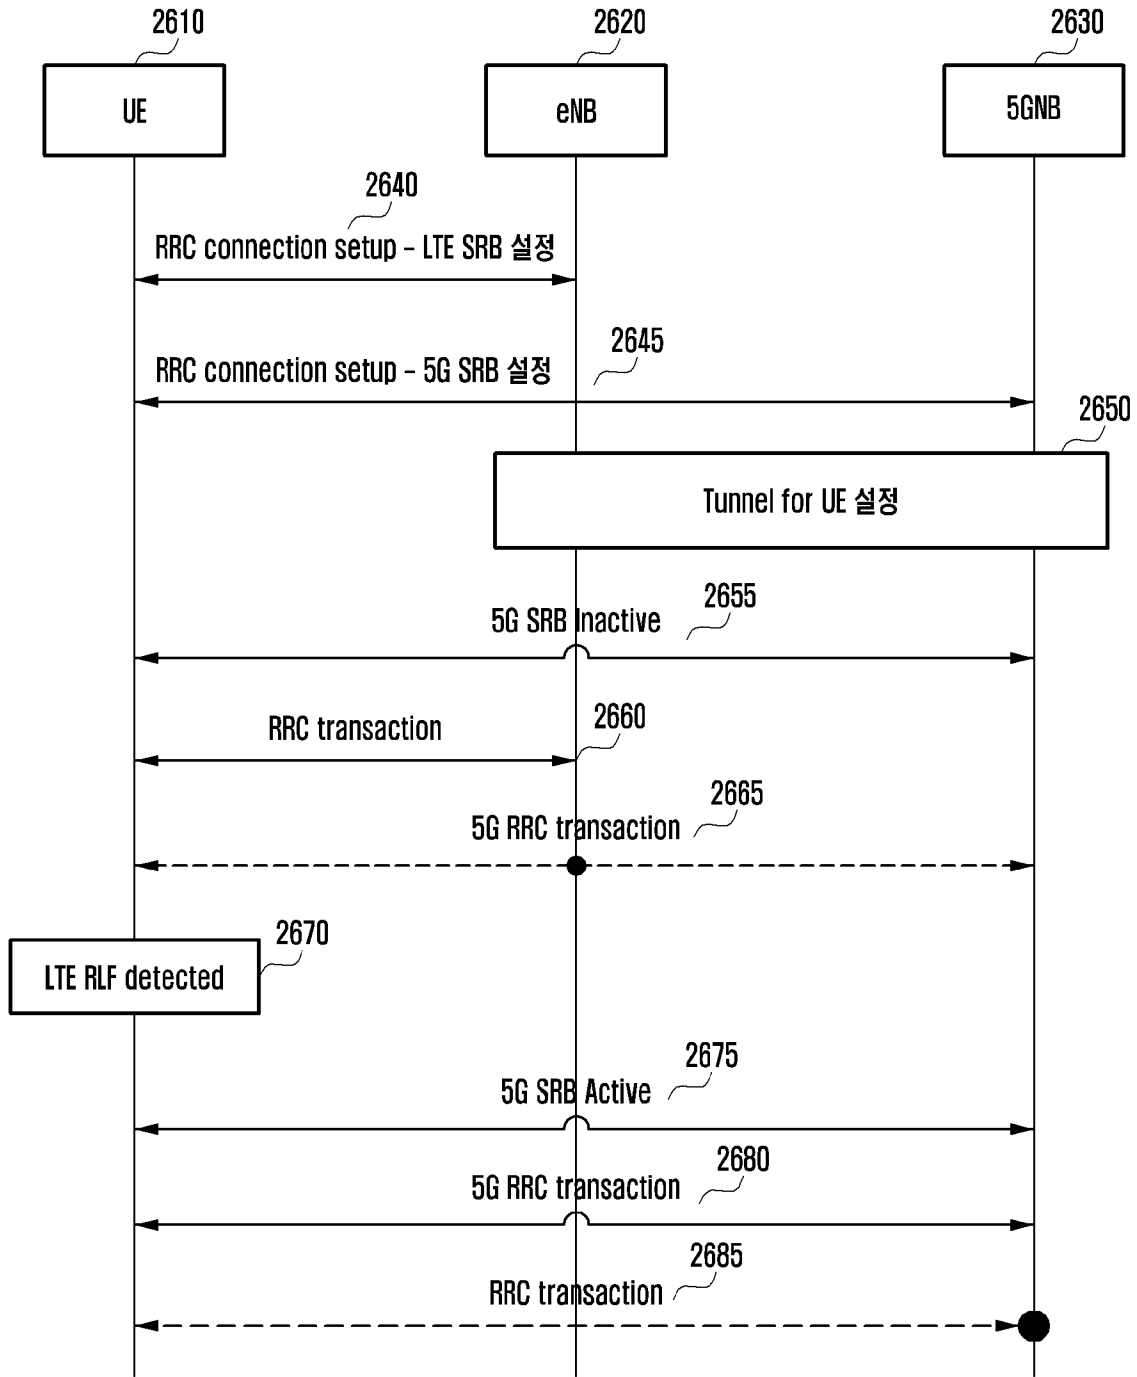 2610
2620
2630
UE
eNB
5GNB
2640
RRC connection setup - LTE SRB 설정
2645
RRC connection setup - 5G SRB 설정
2650
Tunnel for UE 설정
2655
5G SRB Inactive
2660
RRC transaction
2665
5G RRC transaction
2670
LTE RLF detected
2675
5G SRB Active
2680
5G RRC transaction
2685
RRC transaction